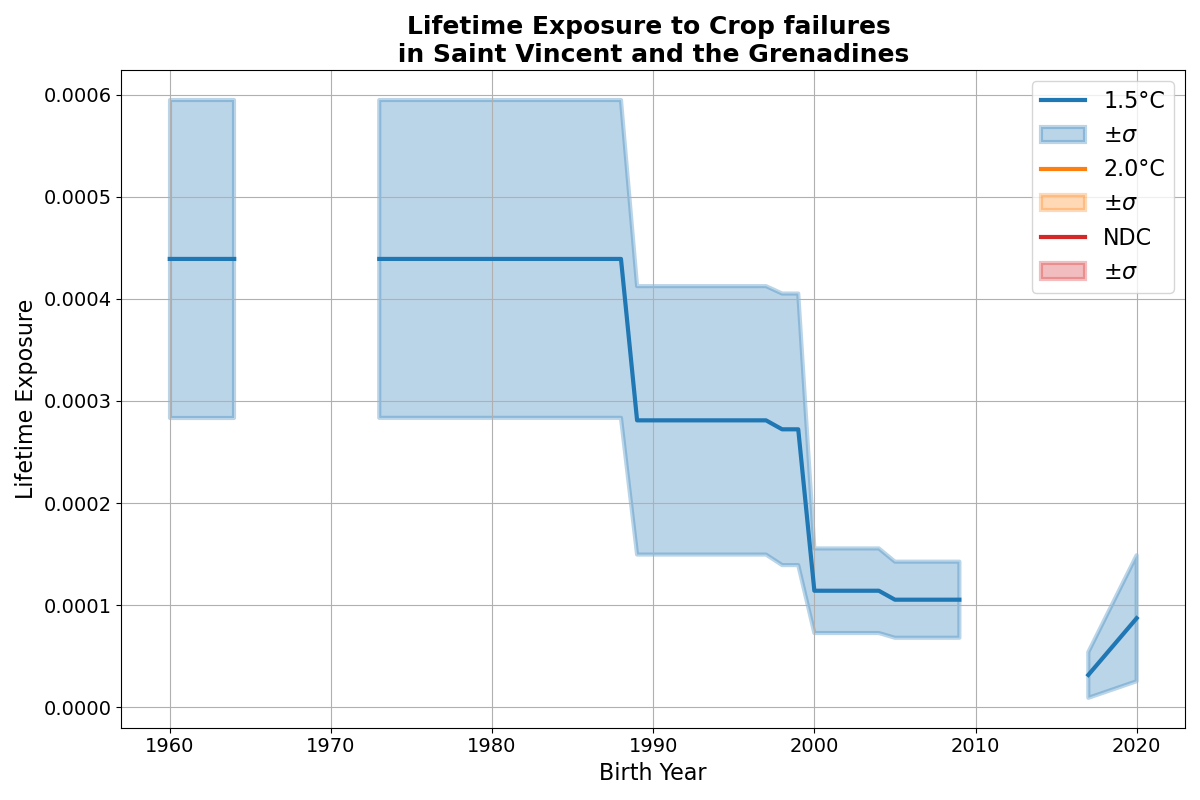 Lifetime Exposure to Crop failures
in Saint Vincent and the Grenadines
0.0006
0.0005
0.0004
0.0003
0.0002
0.0001
0.0000
Lifetime Exposure
1.5°C
±σ
2.0°C
±σ
NDC
±σ
1960
1970
1980
1990
2000
2010
2020
Birth Year